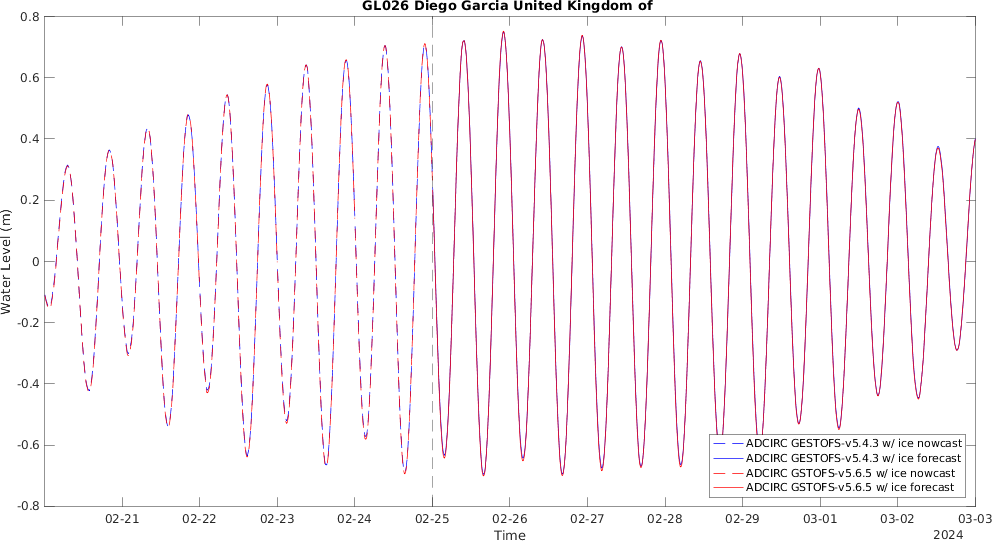 GL026 Diego Garcia United Kingdom of
0.8
0.6
0.4
0.2
0
-0.2
-0.4
-0.6
-0.8
Water Level (m)
ADCIRC GESTOFS-v5.4.3 w/ ice nowcast
ADCIRC GESTOFS-v5.4.3 w/ ice forecast
ADCIRC GSTOFS-v5.6.5 w/ ice nowcast
ADCIRC GSTOFS-v5.6.5 w/ ice forecast
02-21 02-22 02-23 02-24 02-25 02-26 02-27 02-28 02-29 03-01 03-02 03-03
Time
2024